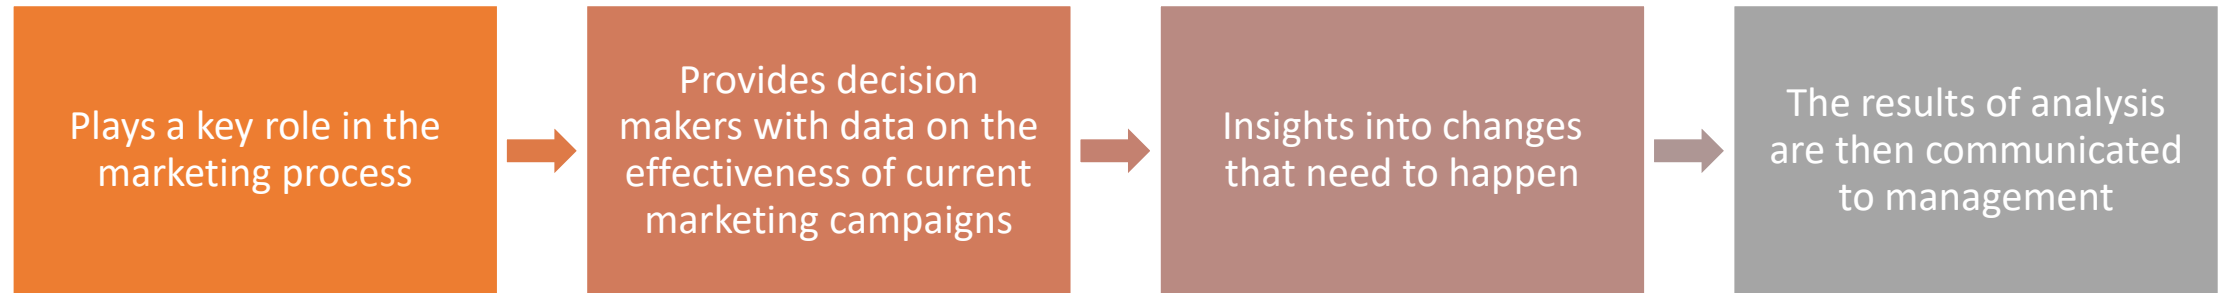 Plays a key role in the
marketing process
Provides decision
makers with data on the
effectiveness of current
marketing campaigns
Insights into changes
that need to happen
The results of analysis
are then communicated
to management